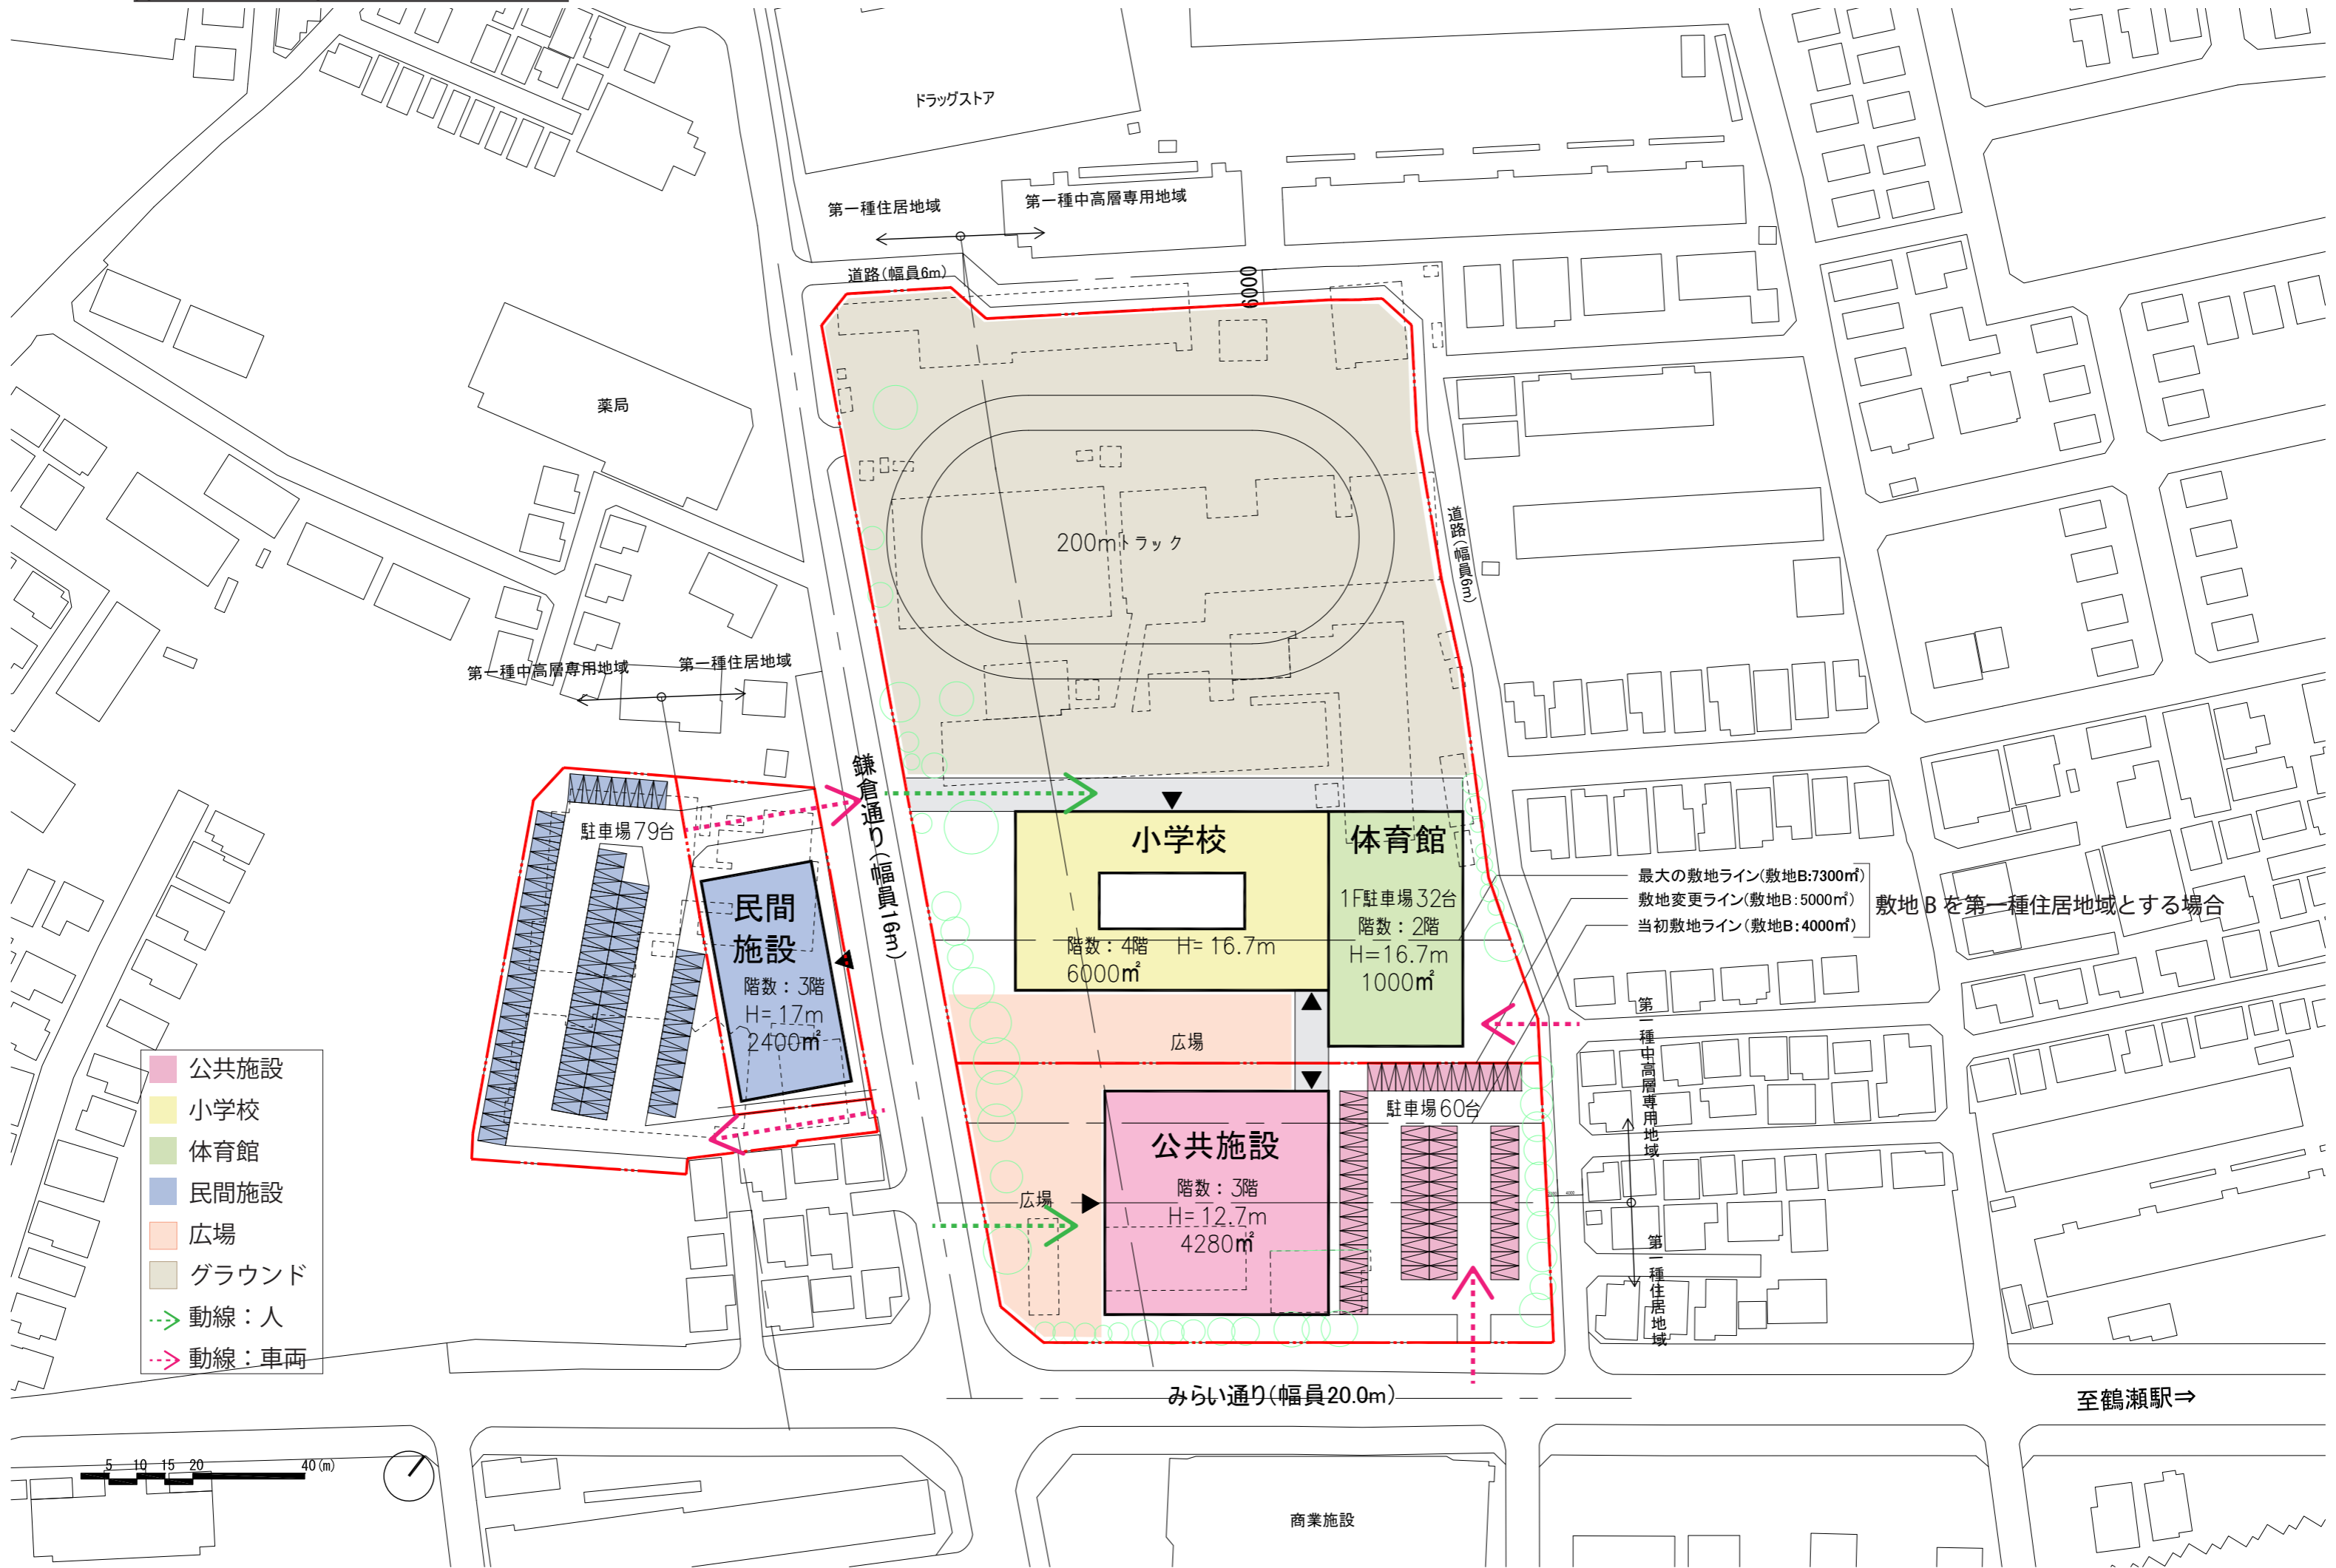 ドラッグストア
第一種住居地域
第一種中高層専用地域
道路(幅員6m)
6000
薬局
200mトラック
道路(幅員6m)
第一種中高層専用地域
第一種住居地域
鎌倉通り(幅員16m)
駐車場79台
民間
施設
階数：3階
H=17m
2400㎡
小学校
階数：4階 H=16.7m
6000㎡
体育館
1F駐車場32台
階数：2階
H=16.7m
1000㎡
最大の敷地ライン(敷地B:7300㎡)
敷地変更ライン(敷地B:5000㎡)
当初敷地ライン(敷地B:4000㎡)
敷地Bを第一種住居地域とする場合
広場
駐車場60台
公共施設
階数：3階
H=12.7m
4280㎡
広場
第一種中高層専用地域
第一種住居地域
公共施設
小学校
体育館
民間施設
広場
グラウンド
動線：人
動線：車両
みらい通り(幅員20.0m)
至鶴瀬駅⇒
5 10 15 20 40(m)
商業施設